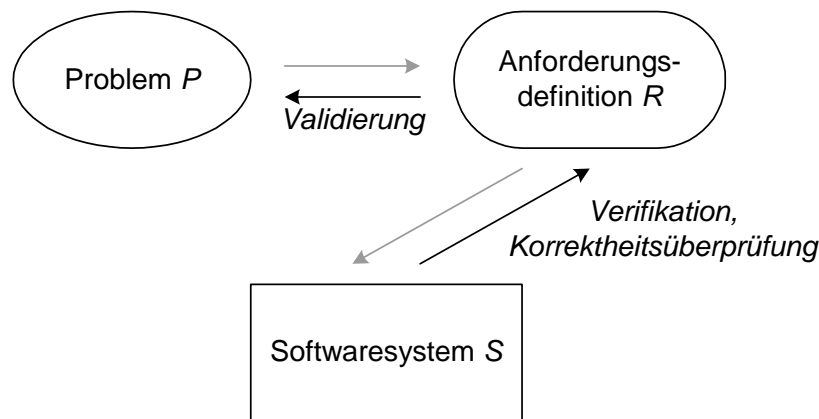 Problem P
Anforderungs-
definition R
Validierung
Verifikation,
Korrektheitsüberprüfung
Softwaresystem S